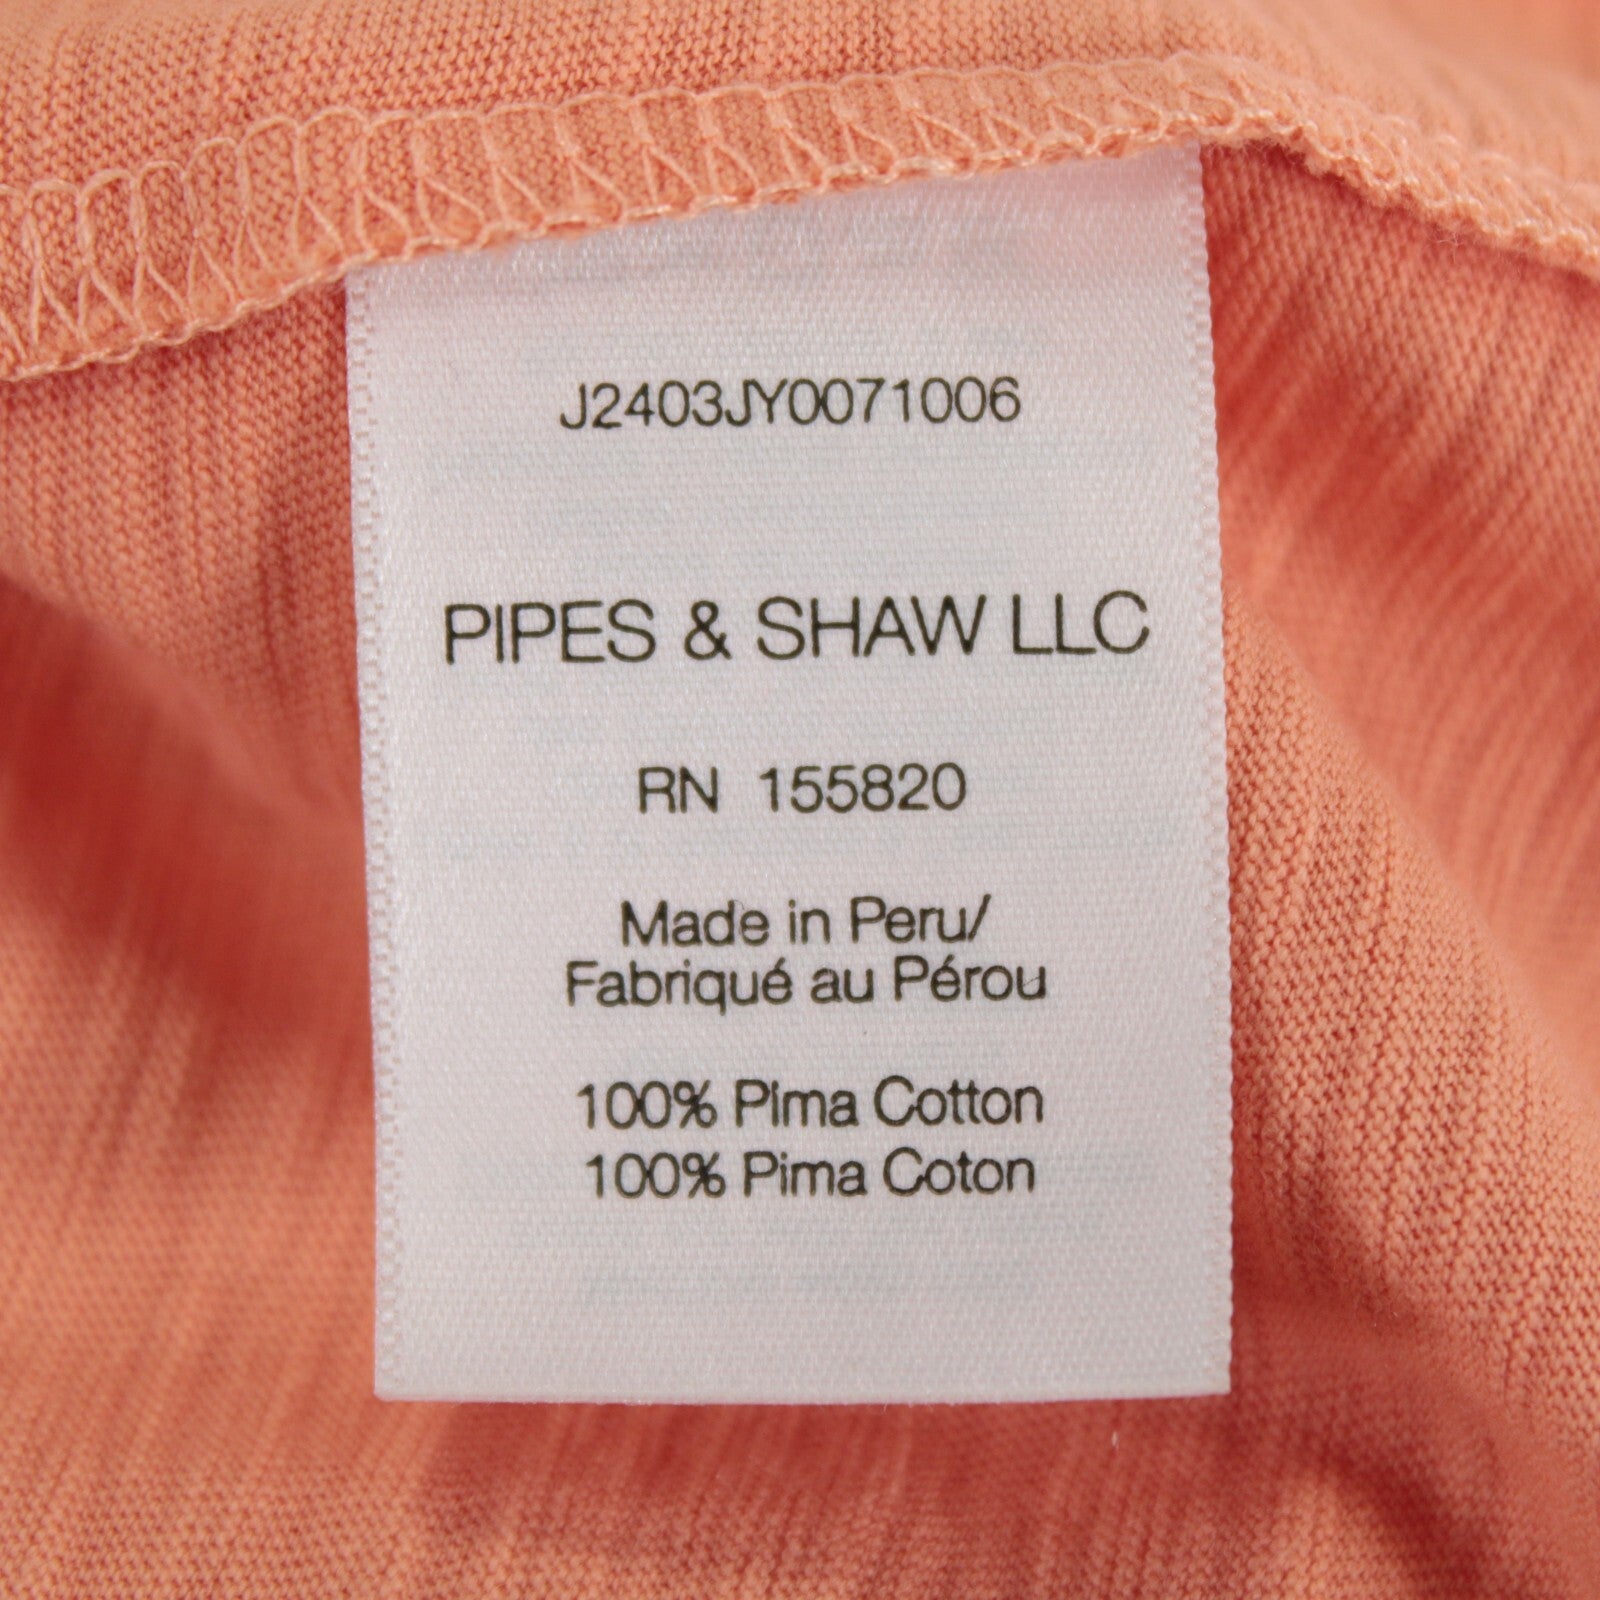 J2403JY0071006
PIPES & SHAW LLC
RN 155820
Made in Peru/
Fabriqué au Pérou
100% Pima Cotton
100% Pima Coton